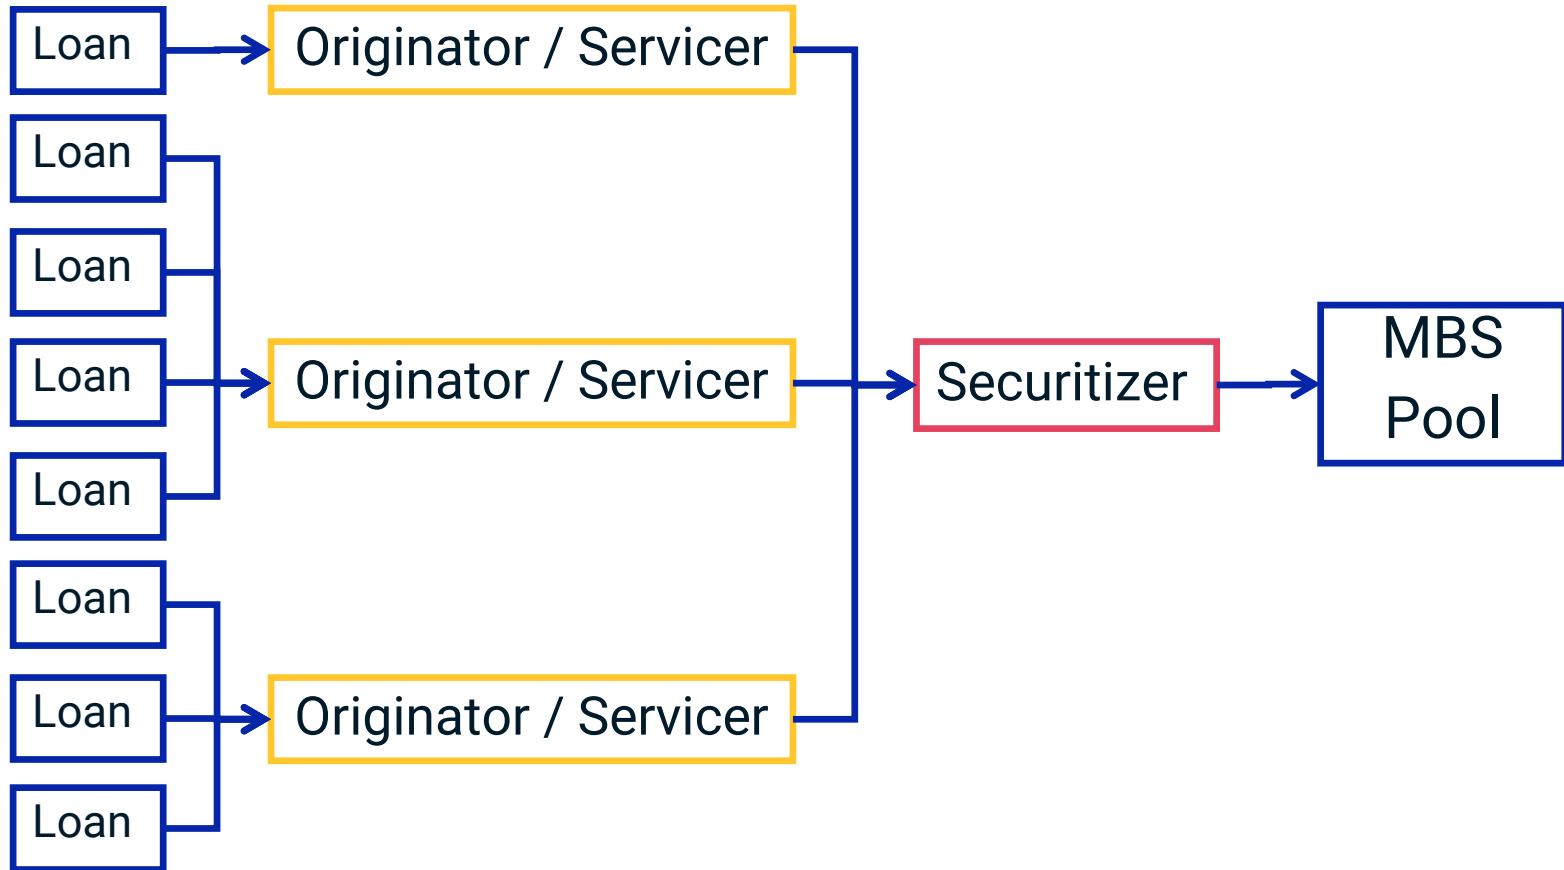 Loan
Originator / Servicer
Loan
Loan
Loan
Originator / Servicer
Loan
Loan
Loan
Originator / Servicer
Loan
Securitizer
MBS
Pool